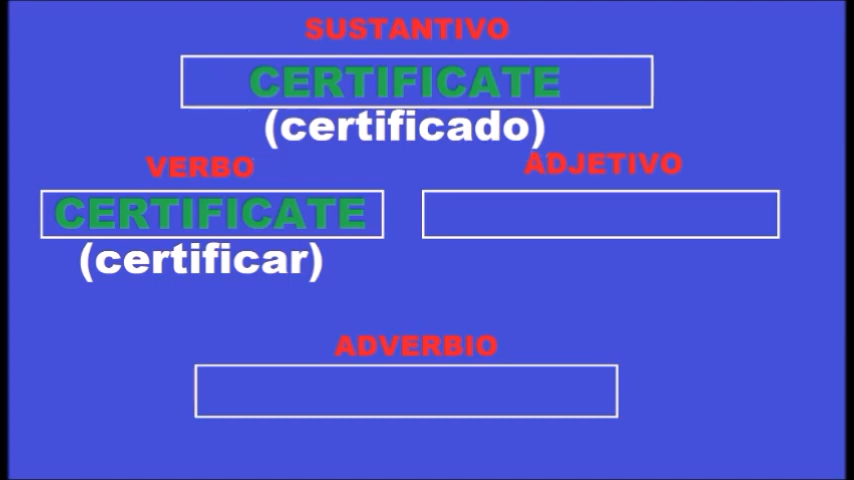 SUSTANTIVO
CERTIFICATE
(certificado)
VERBO
ADJETIVO
CERTIFICATE
(certificar)
ADVERBIO